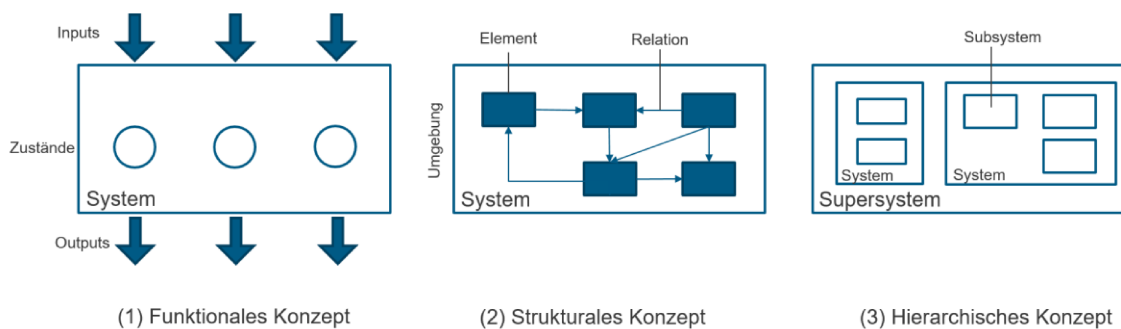 Inputs
Zustände
System
Outputs
(1) Funktionales Konzept
Element
Relation
Umgebung
System
(2) Strukturales Konzept
Subsystem
System
System
Supersystem
(3) Hierarchisches Konzept